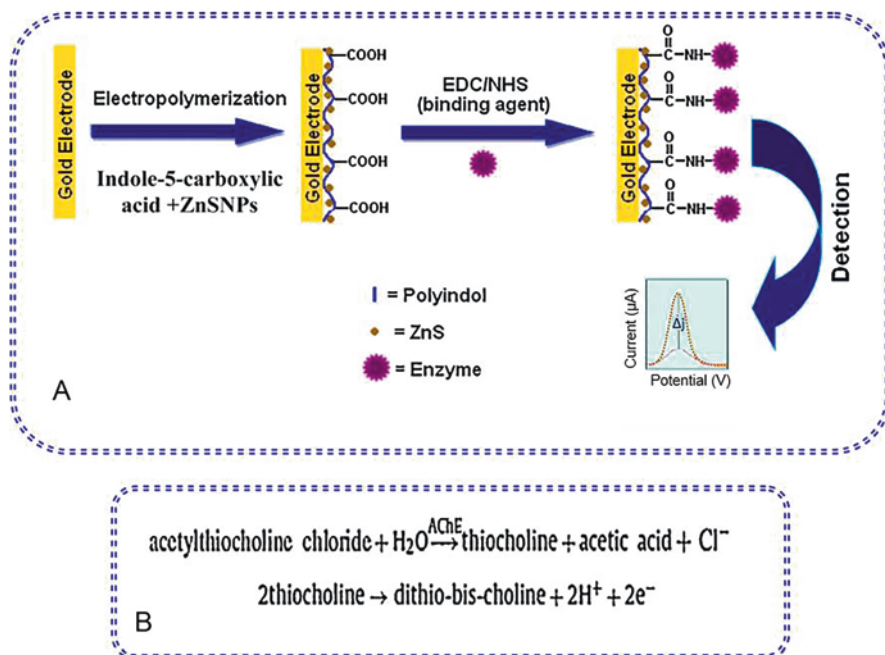 Gold Electrode
Electropolymerization
Indole-5-carboxylic
acid +ZnSNPs
Gold Electrode
COOH
COOH
COOH
COOH
EDC/NHS
(binding agent)
Gold Electrode
O
C–NH
O
C–NH
O
C–NH
O
C–NH
Detection
= Polyindol
= ZnS
= Enzyme
Current (µA)
Δj
Potential (V)
A
acetylthiocholine chloride + H₂O AChE→ thiocholine + acetic acid + Cl⁻
2thiocholine → dithio-bis-choline + 2H⁺ + 2e⁻
B